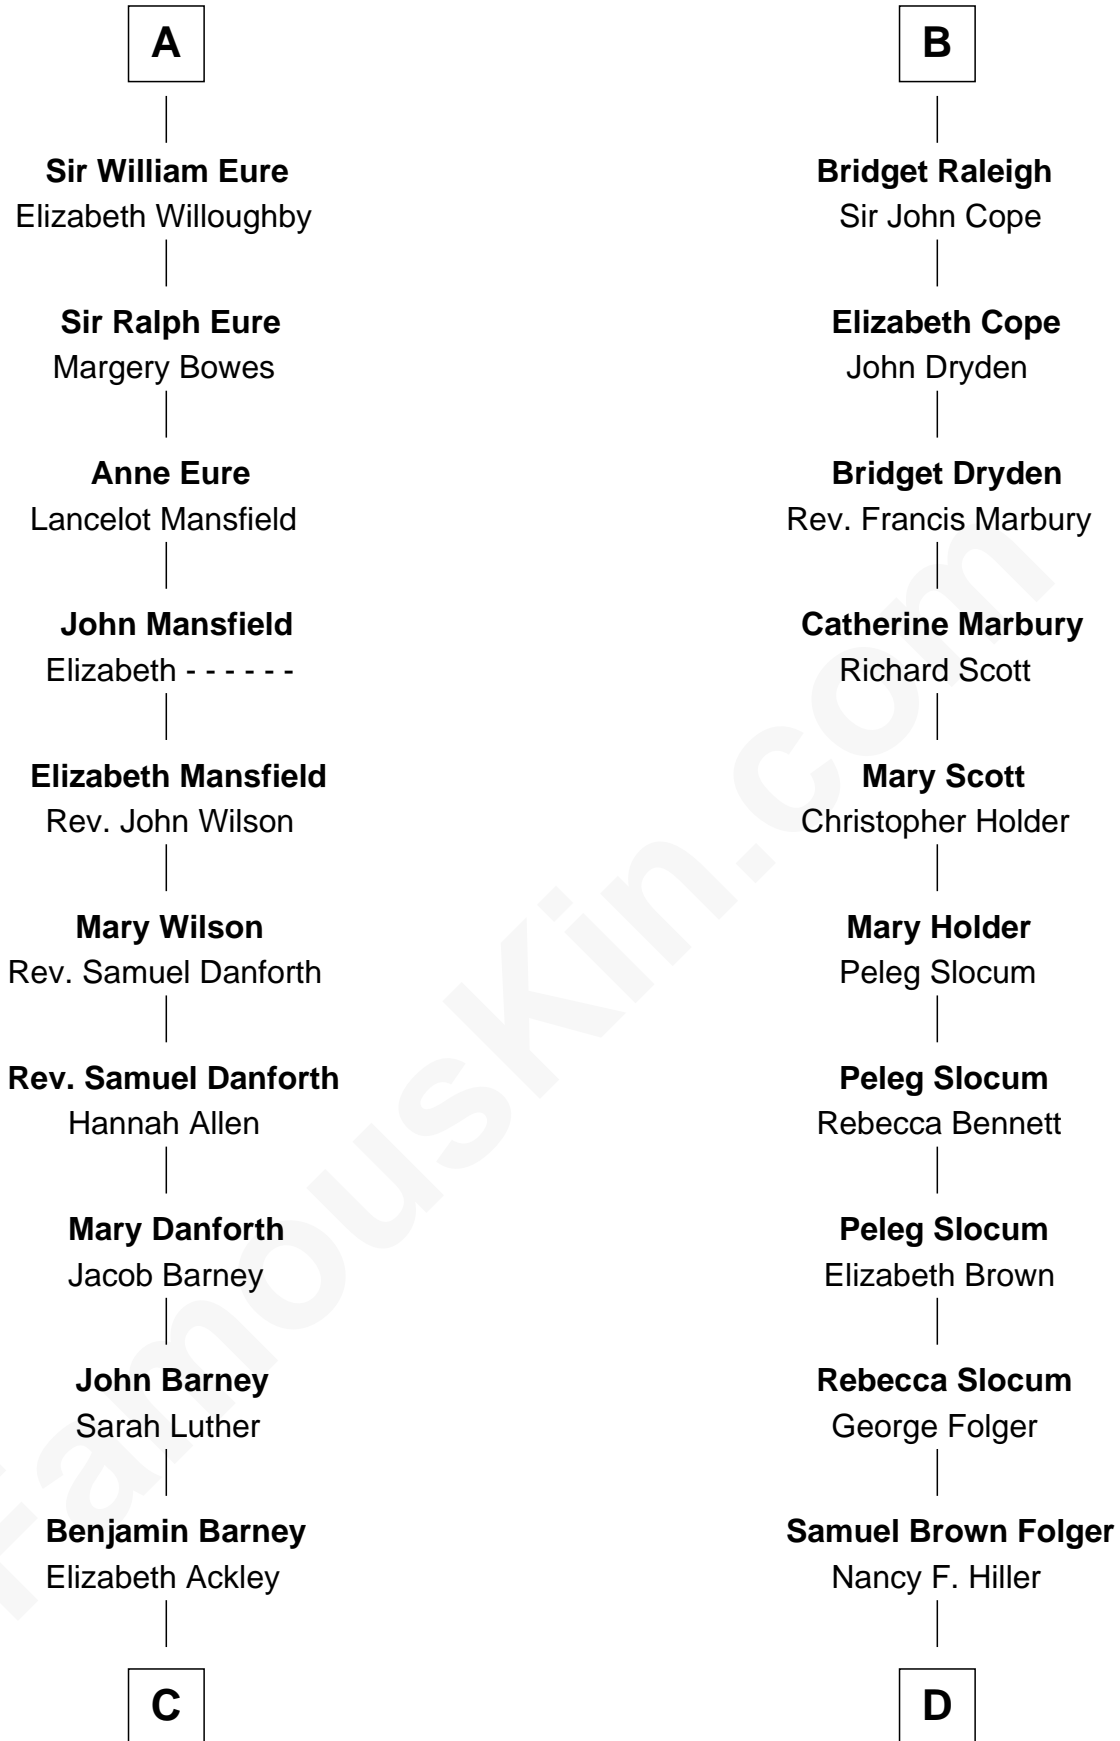 A
Sir William Eure
Elizabeth Willoughby
Sir Ralph Eure
Margery Bowes
Anne Eure
Lancelot Mansfield
John Mansfield
Elizabeth - - - - - -
Elizabeth Mansfield
Rev. John Wilson
Mary Wilson
Rev. Samuel Danforth
Rev. Samuel Danforth
Hannah Allen
Mary Danforth
Jacob Barney
John Barney
Sarah Luther
Benjamin Barney
Elizabeth Ackley
C
B
Bridget Raleigh
Sir John Cope
Elizabeth Cope
John Dryden
Bridget Dryden
Rev. Francis Marbury
Catherine Marbury
Richard Scott
Mary Scott
Christopher Holder
Mary Holder
Peleg Slocum
Peleg Slocum
Rebecca Bennett
Peleg Slocum
Elizabeth Brown
Rebecca Slocum
George Folger
Samuel Brown Folger
Nancy F. Hiller
D
FamousKin.com